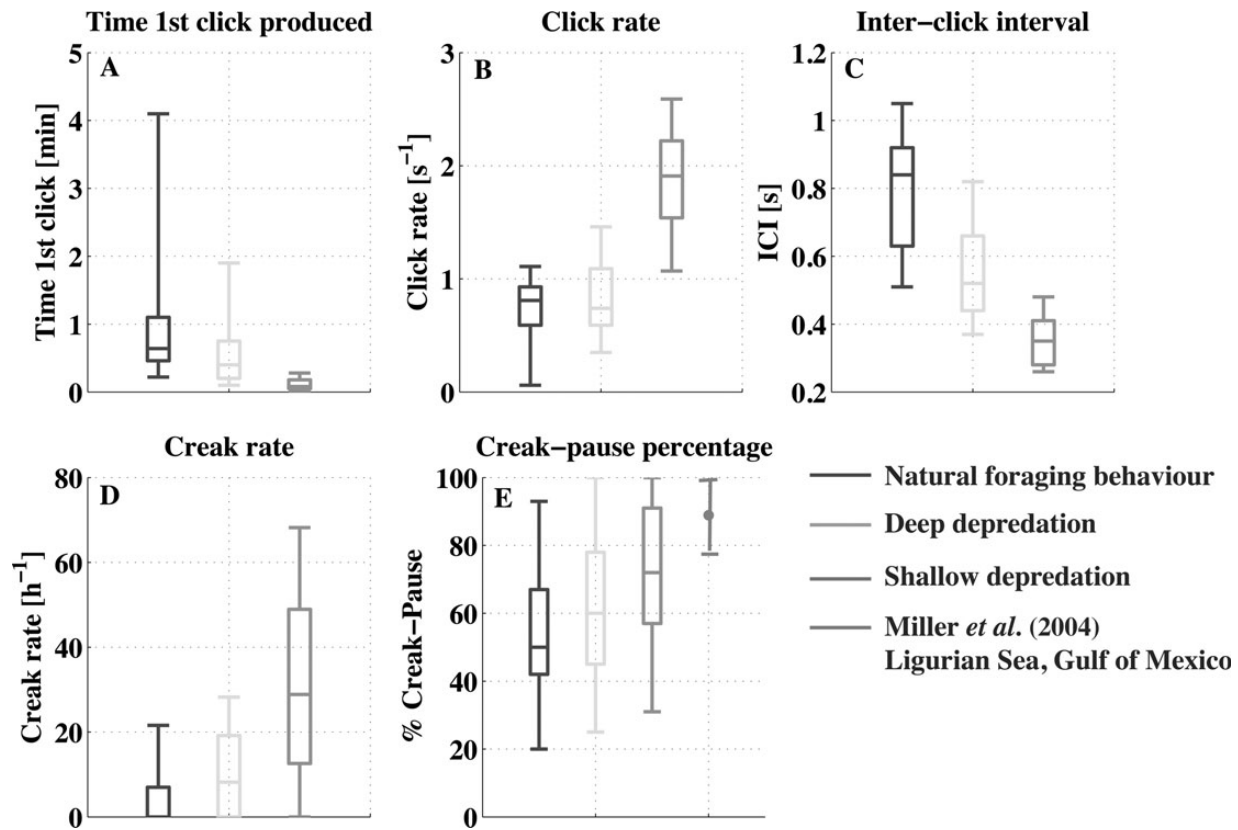 Time 1st click produced
A
Time 1st click [min]
5
4
3
2
1
0
Click rate
B
Click rate [s⁻¹]
3
2
1
0
Inter−click interval
C
ICI [s]
1.2
1
0.8
0.6
0.4
0.2
Creak rate
D
Creak rate [h⁻¹]
80
60
40
20
0
Creak−pause percentage
E
% Creak−Pause
100
80
60
40
20
0
Natural foraging behaviour
Deep depredation
Shallow depredation
Miller et al. (2004)
Ligurian Sea, Gulf of Mexico